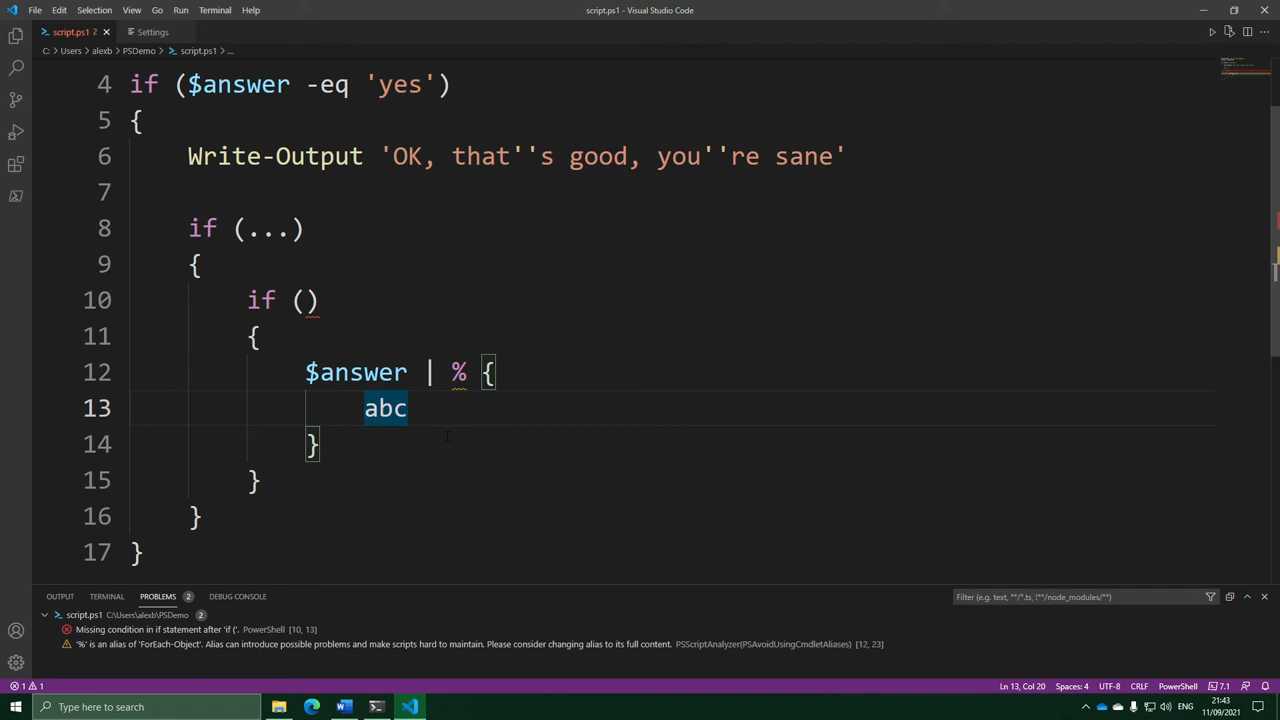 File Edit Selection View Go Run Terminal Help
script.ps1 - Visual Studio Code
script.ps1 2
Settings
C: > Users > alexb > PSDemo > script.ps1 > ...
4 if ($answer -eq 'yes')
5 {
6 Write-Output 'OK, that''s good, you''re sane'
7
8 if (...)
9 {
10 if ()
11 {
12 $answer | % {
13 abc
14 }
15 }
16 }
17 }
OUTPUT TERMINAL PROBLEMS 2 DEBUG CONSOLE
Filter (e.g. text, **/*.ts, !**/node_modules/**)
script.ps1 C:\Users\alexb\PSDemo 2
Missing condition in if statement after 'if ('. PowerShell [10, 13]
'%' is an alias of 'ForEach-Object'. Alias can introduce possible problems and make scripts hard to maintain. Please consider changing alias to its full content. PSScriptAnalyzer(PSAvoidUsingCmdletAliases) [12, 23]
1 1
Ln 13, Col 20 Spaces: 4 UTF-8 CRLF PowerShell 7.1
Type here to search
ENG
21:43
11/09/2021